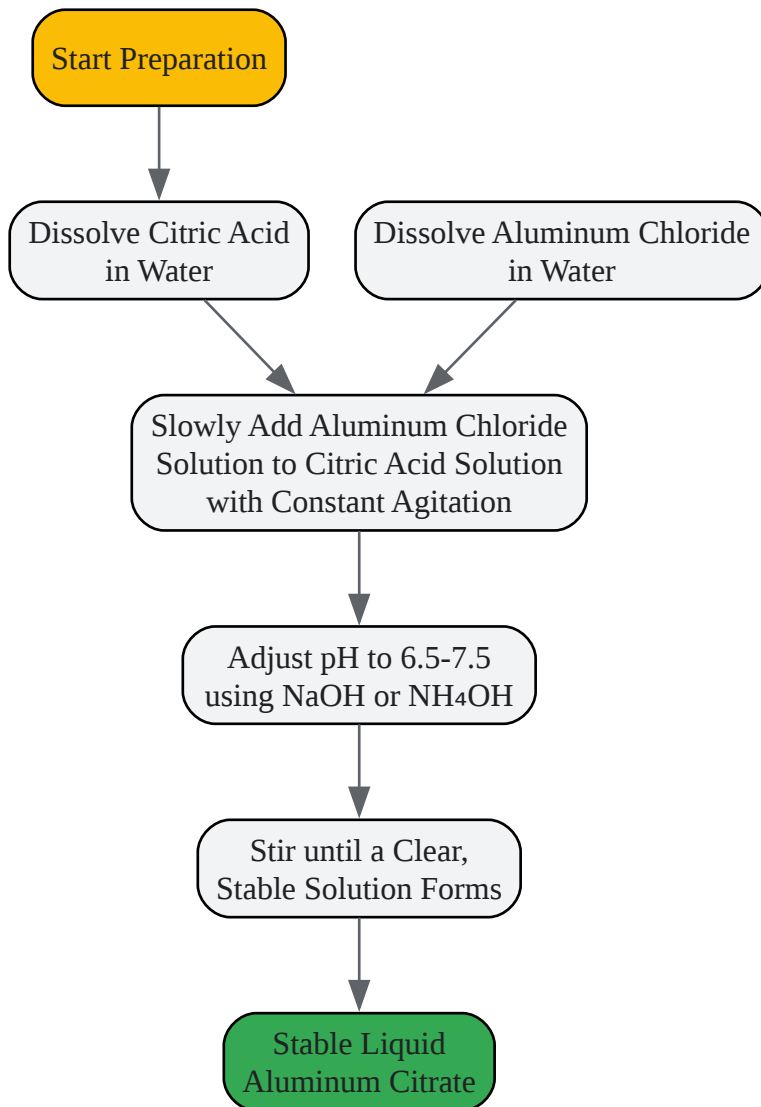 Start Preparation
Dissolve Citric Acid
in Water
Dissolve Aluminum Chloride
in Water
Slowly Add Aluminum Chloride
Solution to Citric Acid Solution
with Constant Agitation
Adjust pH to 6.5-7.5
using NaOH or NH₄OH
Stir until a Clear,
Stable Solution Forms
Stable Liquid
Aluminum Citrate